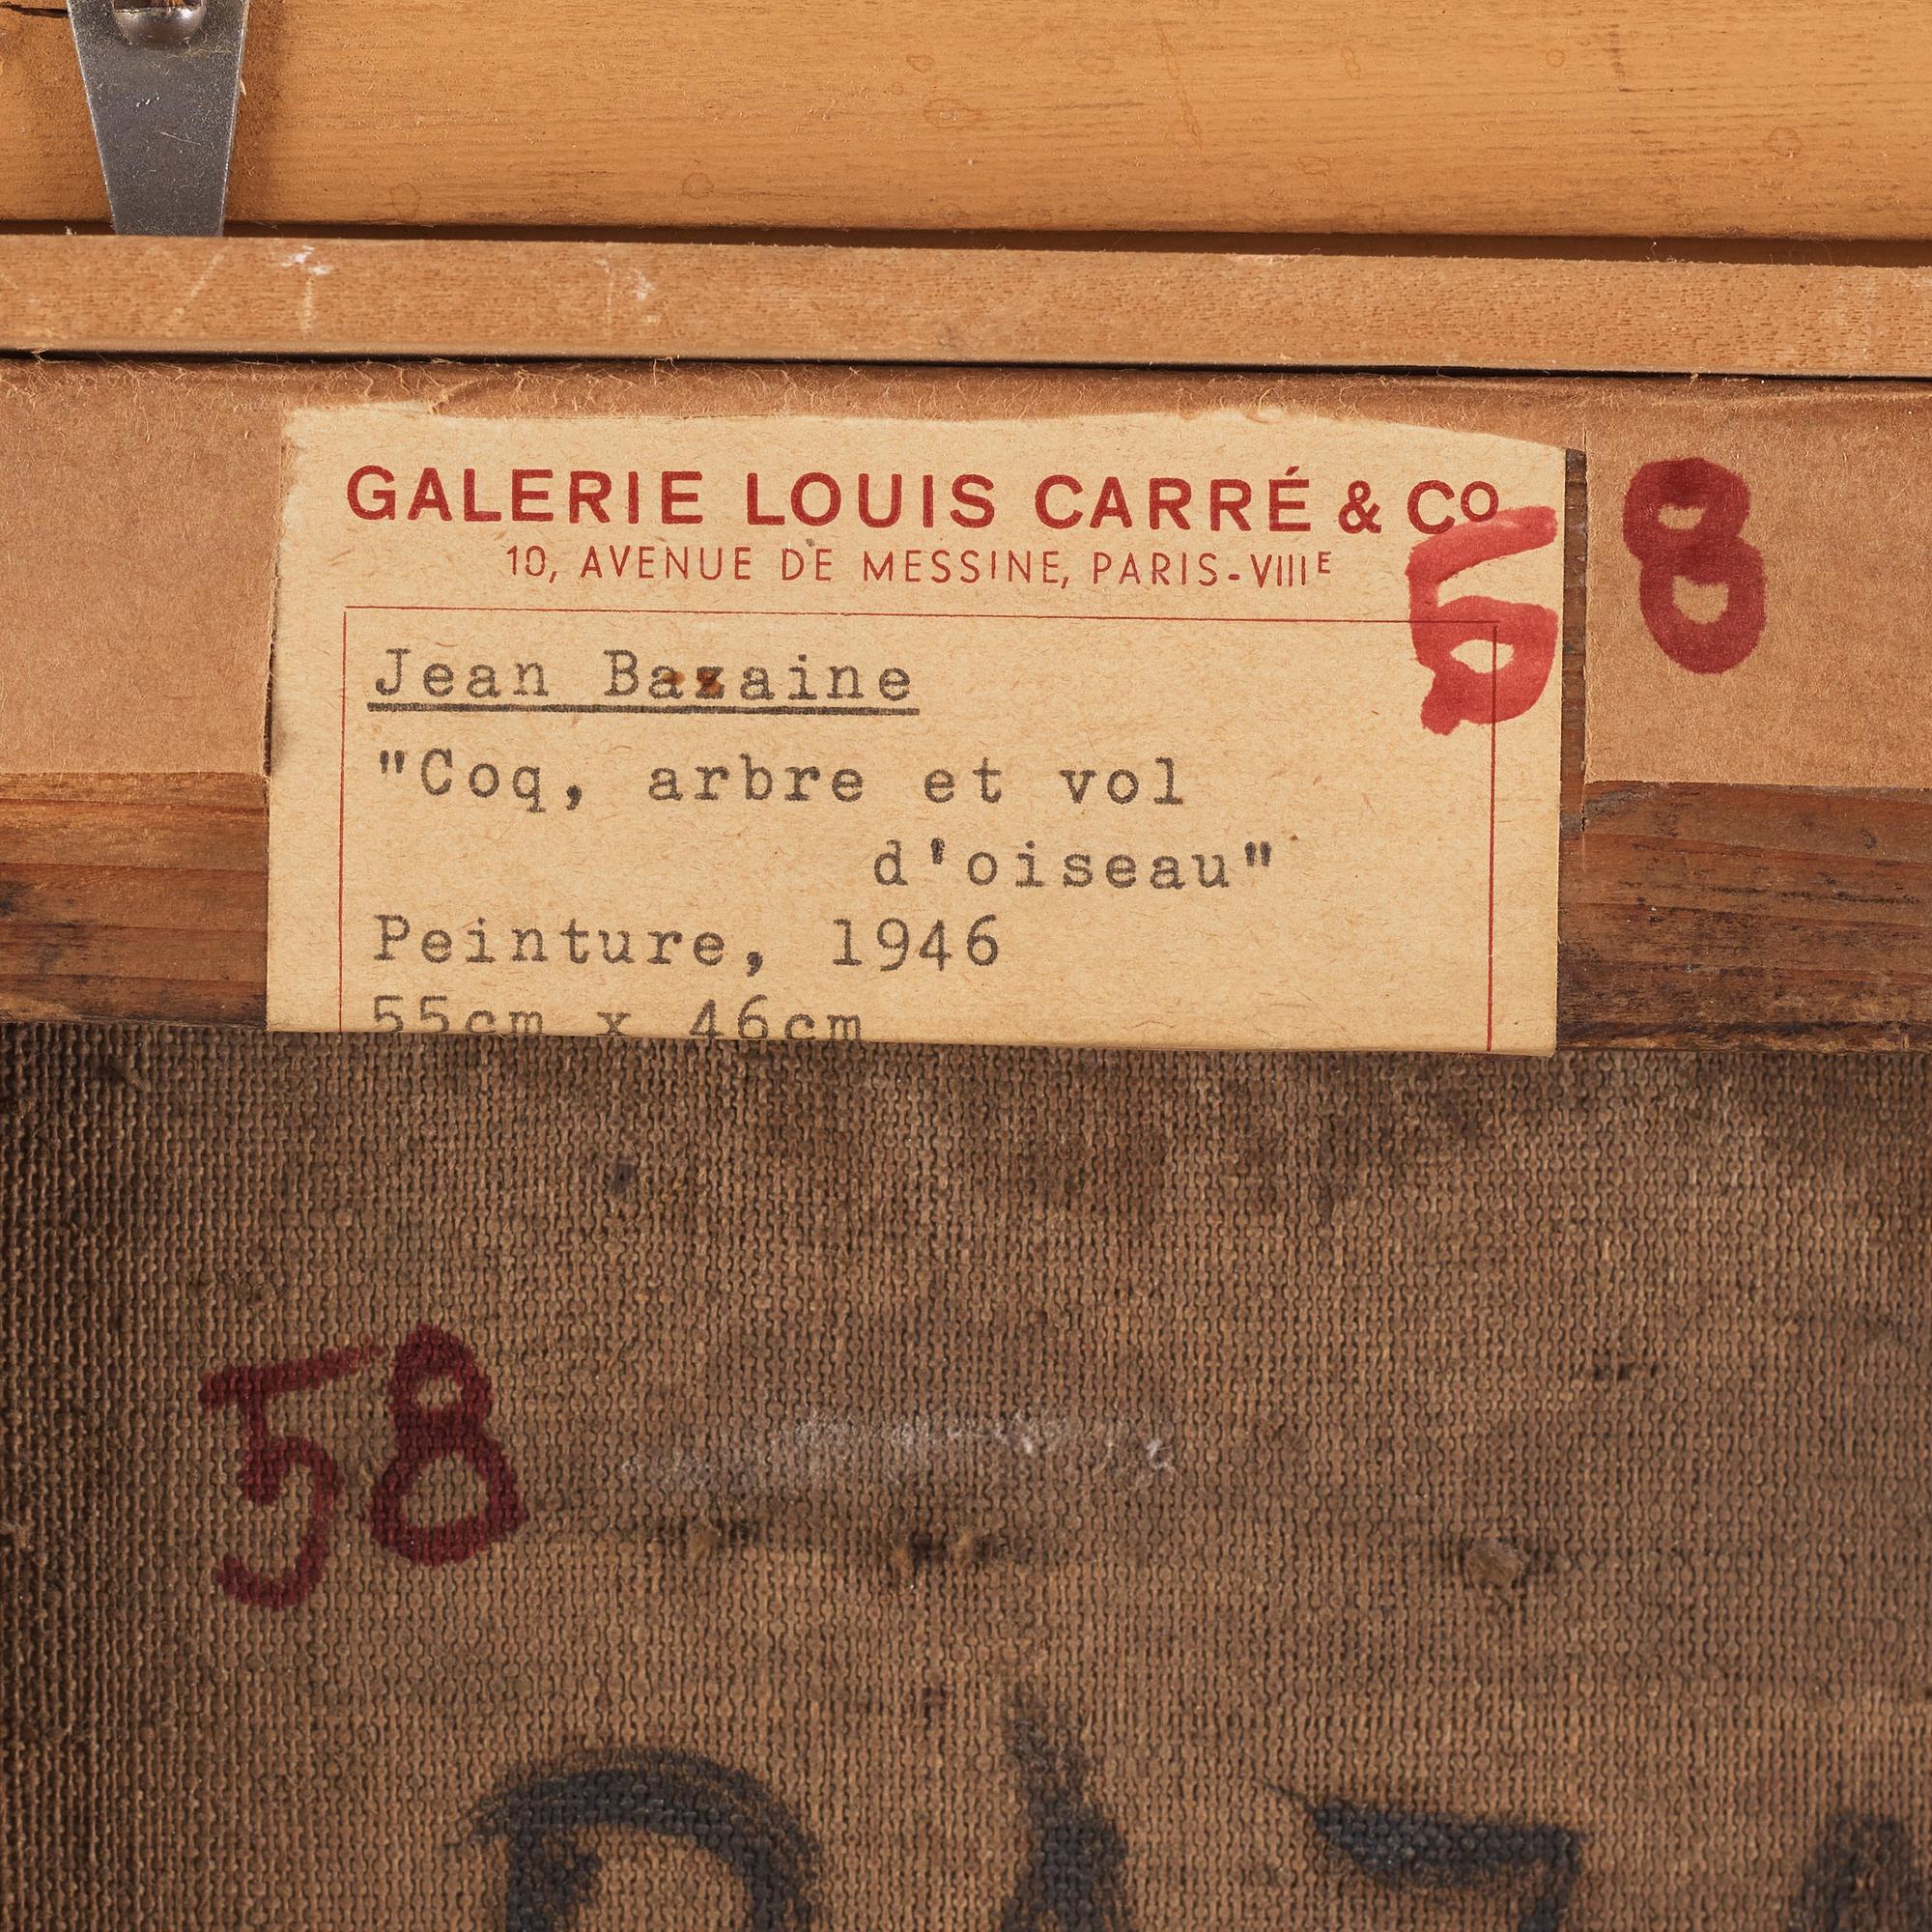 GALERIE LOUIS CARRÉ & Cº
10, AVENUE DE MESSINE, PARIS-VIIIᴱ
58
Jean Bazaine
"Coq, arbre et vol
d'oiseau"
Peinture, 1946
55cm x 46cm
58